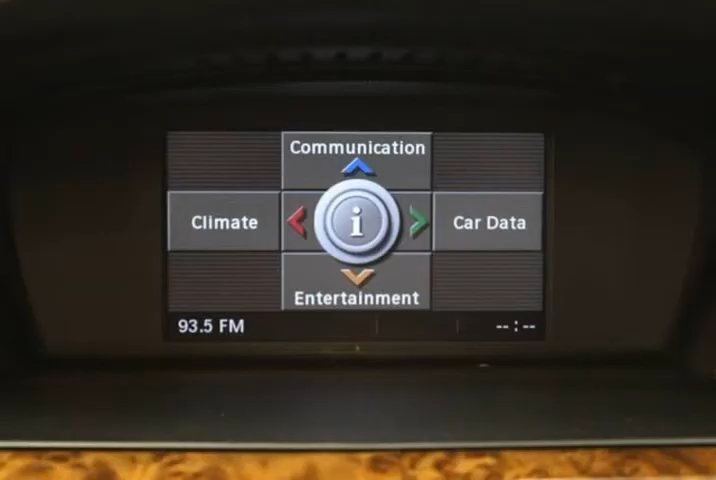 Communication
Climate
i
Car Data
Entertainment
93.5 FM
-- : --